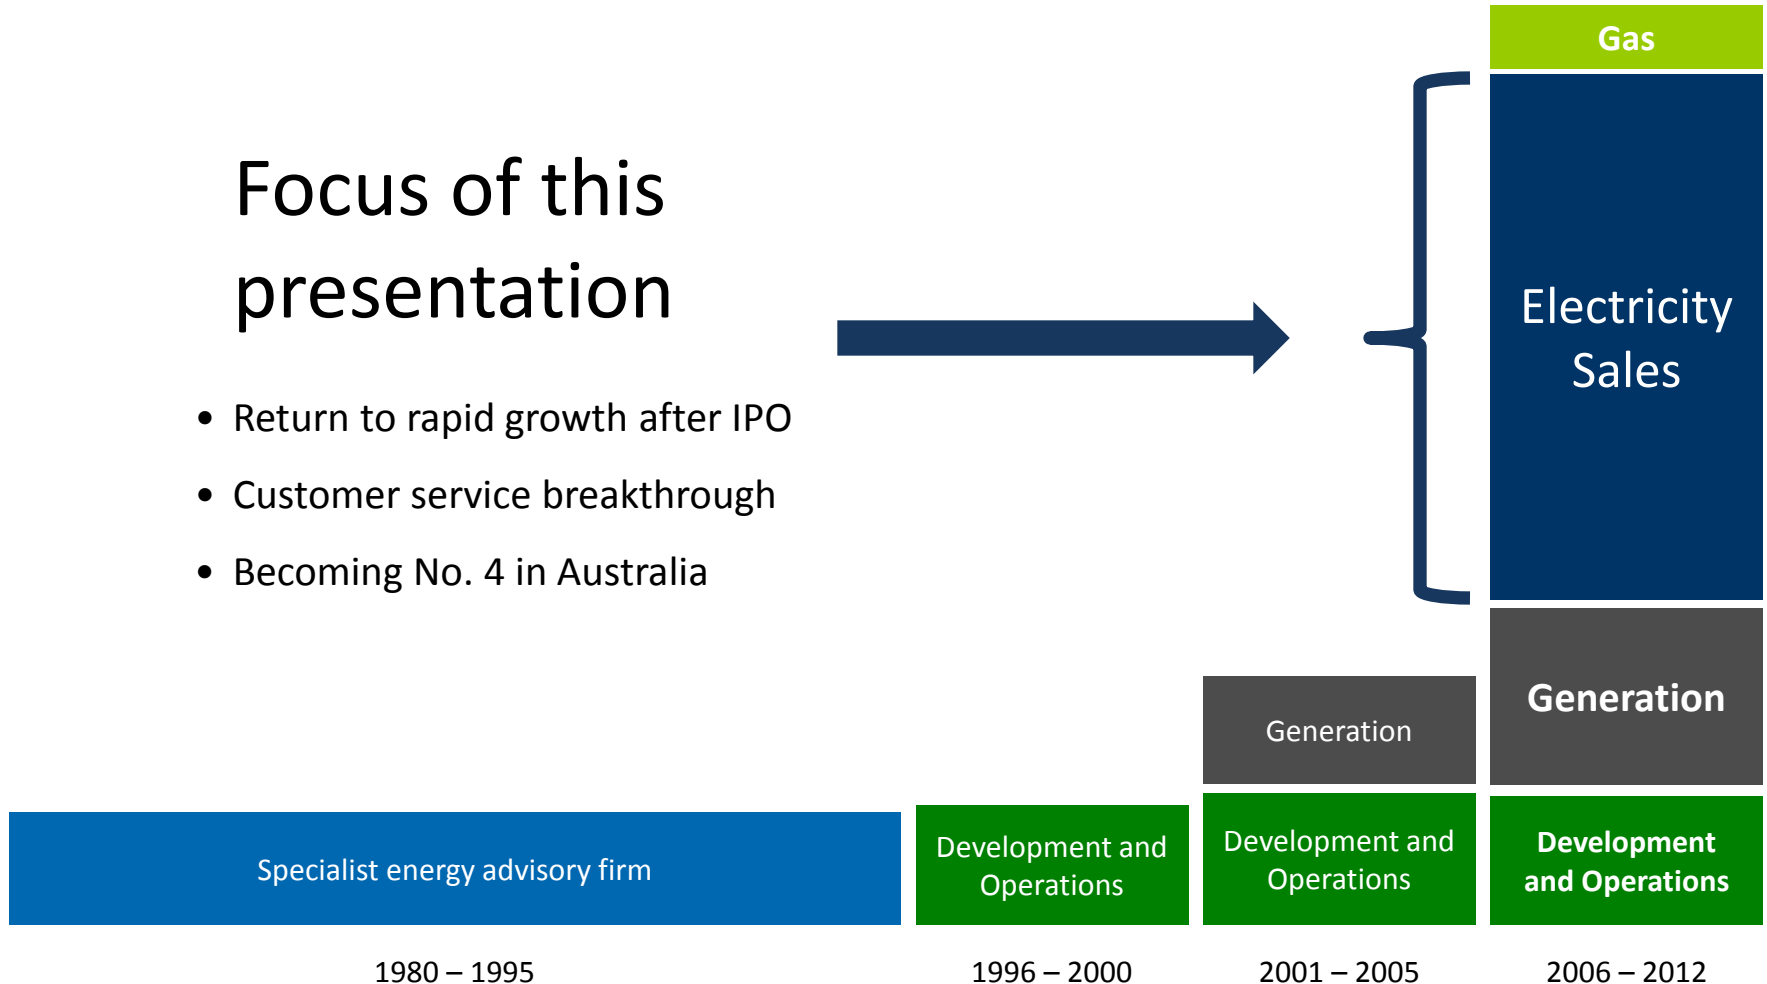 Focus of this
presentation
• Return to rapid growth after IPO
• Customer service breakthrough
• Becoming No. 4 in Australia
Gas
Electricity
Sales
Generation
Generation
Specialist energy advisory firm
Development and
Operations
Development and
Operations
Development
and Operations
1980 – 1995
1996 – 2000
2001 – 2005
2006 – 2012